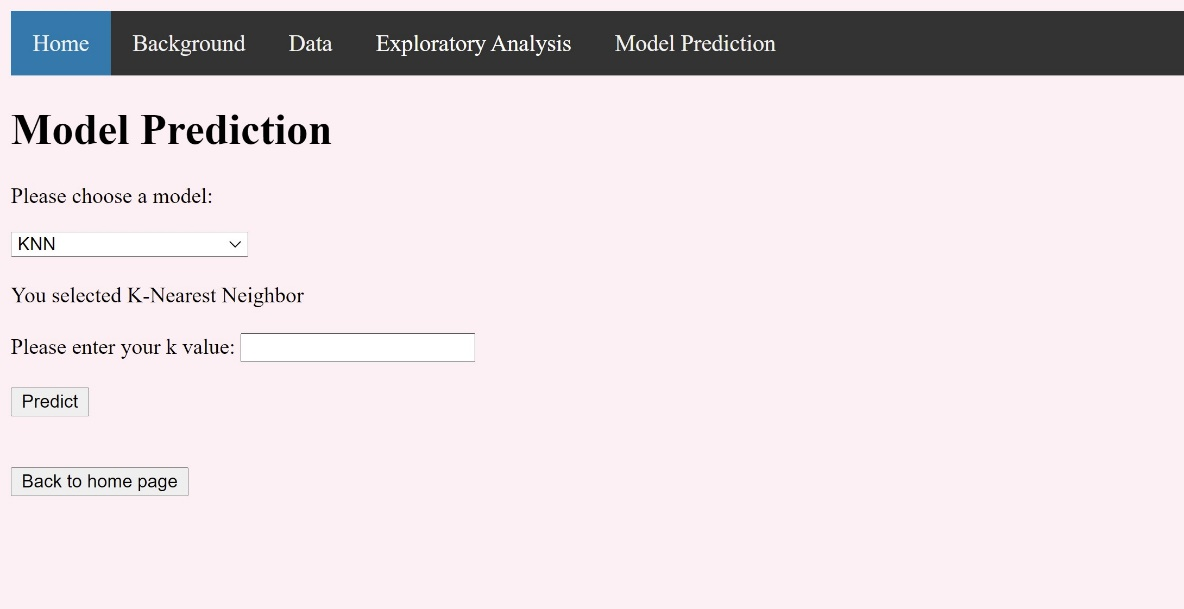 Home Background Data Exploratory Analysis Model Prediction
Model Prediction
Please choose a model:
KNN
You selected K-Nearest Neighbor
Please enter your k value:
Predict
Back to home page